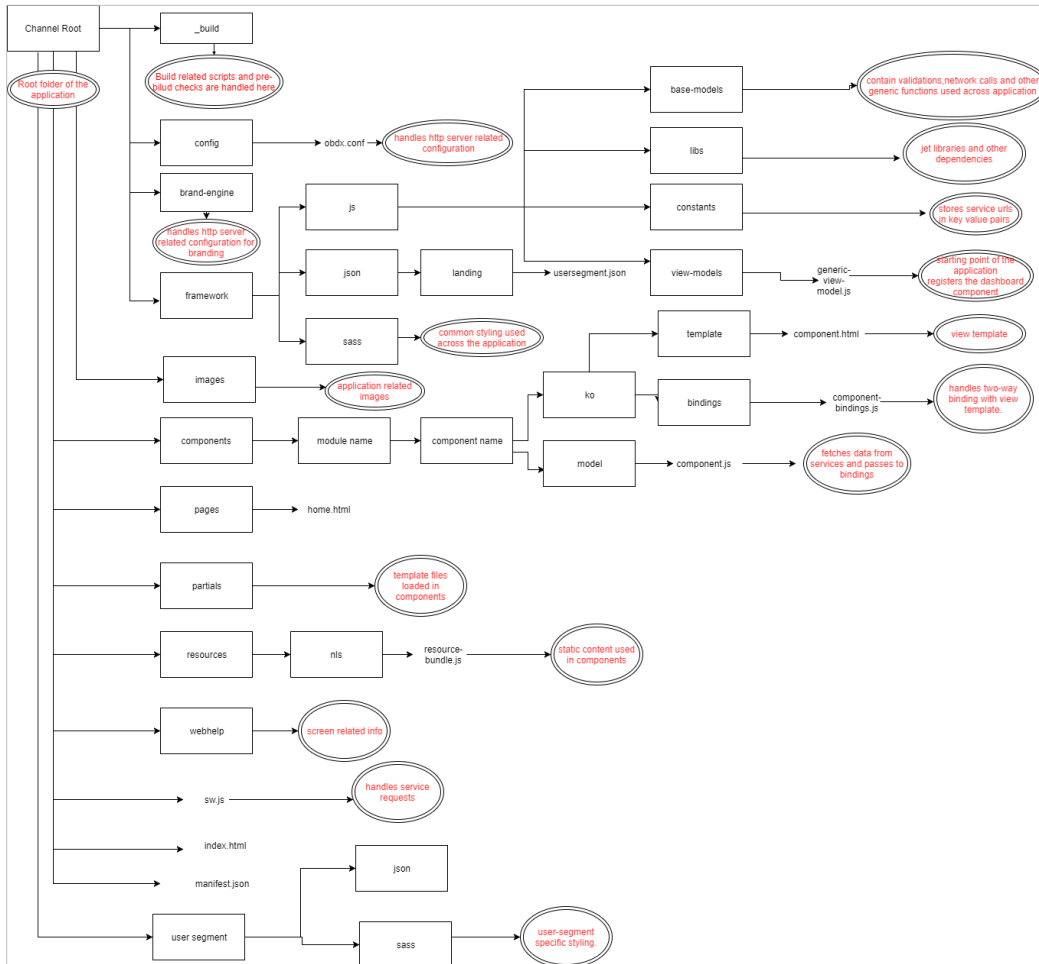 Channel Root
_build
Root folder of the
application
Build related scripts and pre-
bilud checks are handled here
base-models
contain validations,network calls and other
generic functions used across application
config
obdx.conf
handles http server related
configuration
libs
jet libraries and other
dependencies
brand-engine
js
constants
stores service urls
in key value pairs
handles http server
related configuration for
branding
json
landing
usersegment.json
view-models
generic-
view-
model.js
starting point of the
application
registers the dashboard
component
framework
sass
common styling used
across the application
template
component.html
view template
images
application related
images
ko
bindings
component-
bindings.js
handles two-way
binding with view
template.
components
module name
component name
model
component.js
fetches data from
services and passes to
bindings
pages
home.html
partials
template files
loaded in
components
resources
nls
resource-
bundle.js
static content used
in components
webhelp
screen related info
sw.js
handles service
requests
index.html
json
manifest.json
user segment
sass
user-segment
specific styling.